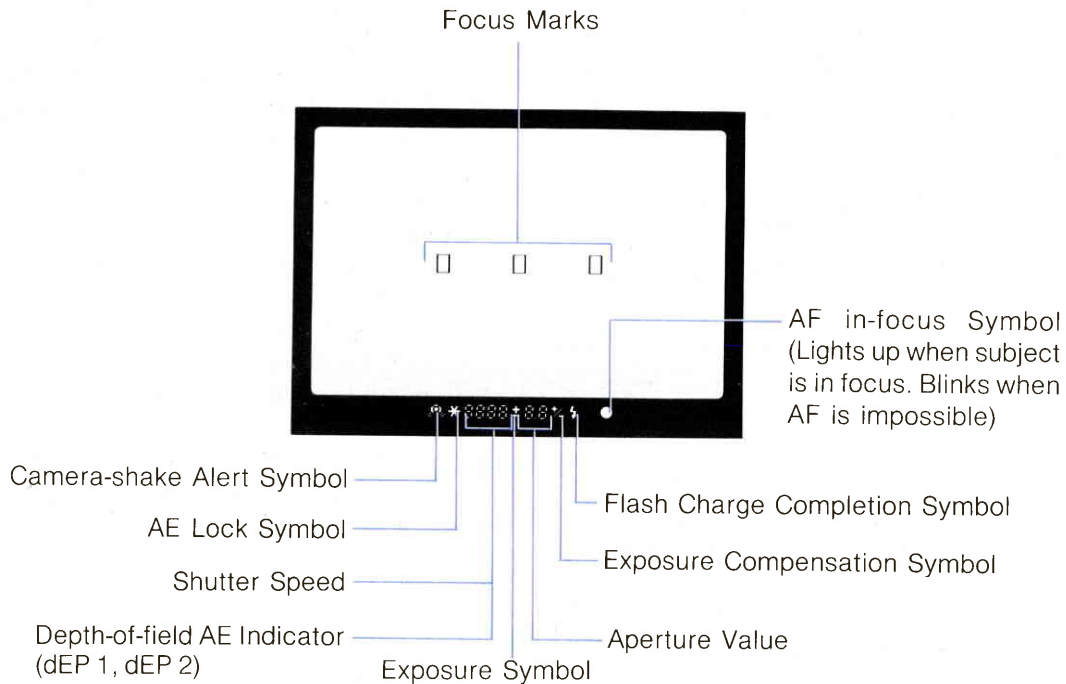 Focus Marks
AF in-focus Symbol
(Lights up when subject
is in focus. Blinks when
AF is impossible)
Camera-shake Alert Symbol
AE Lock Symbol
Shutter Speed
Depth-of-field AE Indicator
(dEP 1, dEP 2)
Exposure Symbol
Flash Charge Completion Symbol
Exposure Compensation Symbol
Aperture Value